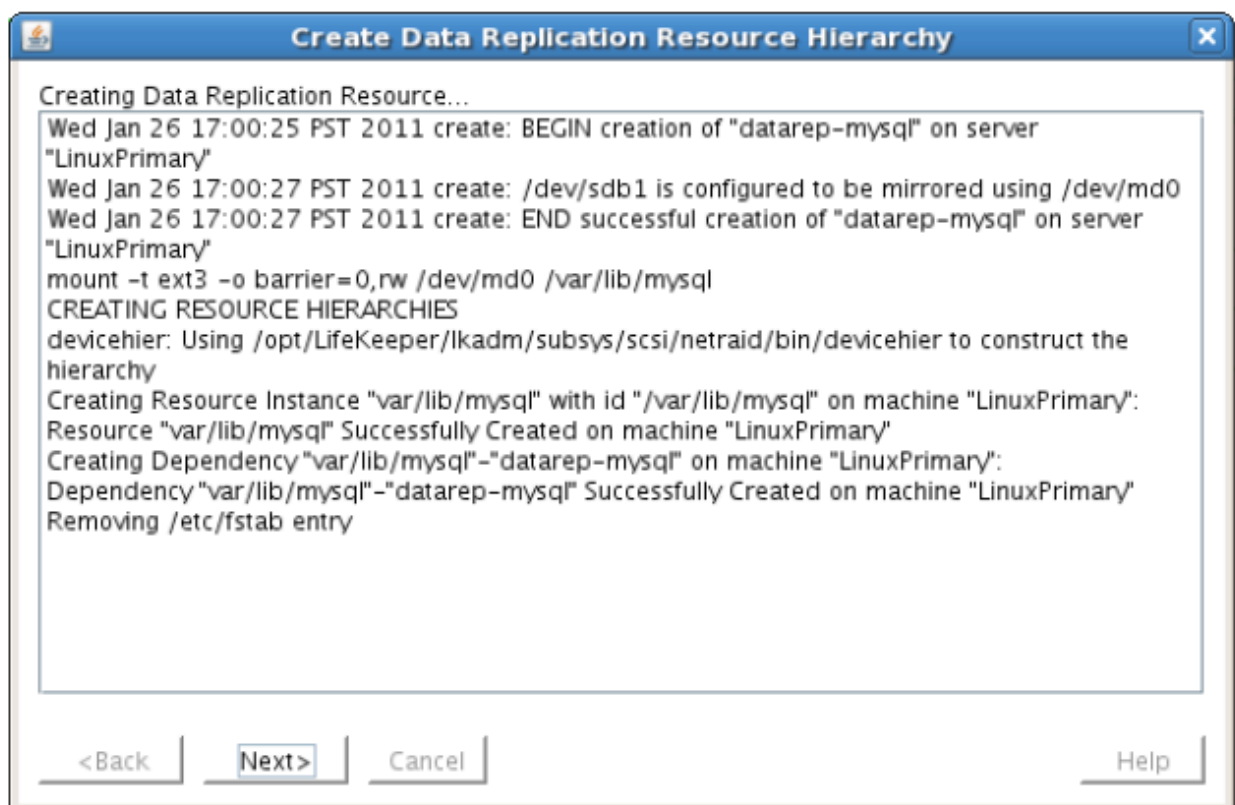 Create Data Replication Resource Hierarchy
Creating Data Replication Resource...
Wed Jan 26 17:00:25 PST 2011 create: BEGIN creation of "datarep-mysql" on server
"LinuxPrimary"
Wed Jan 26 17:00:27 PST 2011 create: /dev/sdb1 is configured to be mirrored using /dev/md0
Wed Jan 26 17:00:27 PST 2011 create: END successful creation of "datarep-mysql" on server
"LinuxPrimary"
mount -t ext3 -o barrier=0,rw /dev/md0 /var/lib/mysql
CREATING RESOURCE HIERARCHIES
devicehier: Using /opt/LifeKeeper/lkadm/subsys/scsi/netraid/bin/devicehier to construct the
hierarchy
Creating Resource Instance "var/lib/mysql" with id "/var/lib/mysql" on machine "LinuxPrimary":
Resource "var/lib/mysql" Successfully Created on machine "LinuxPrimary"
Creating Dependency "var/lib/mysql"-"datarep-mysql" on machine "LinuxPrimary":
Dependency "var/lib/mysql"-"datarep-mysql" Successfully Created on machine "LinuxPrimary"
Removing /etc/fstab entry
<Back Next> Cancel Help